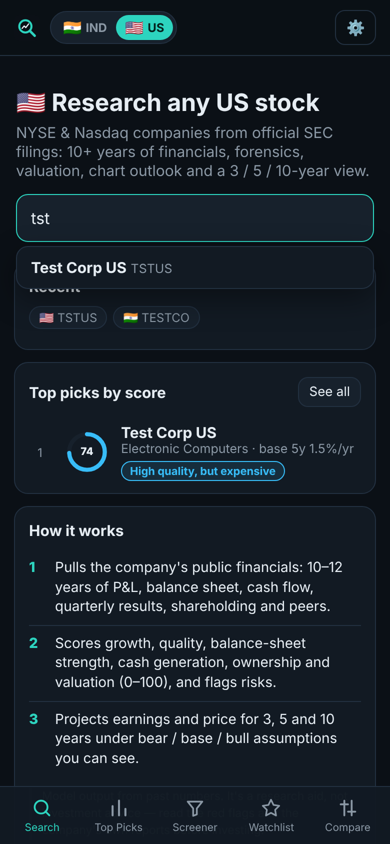 IND
US
Research any US stock
NYSE & Nasdaq companies from official SEC
filings: 10+ years of financials, forensics,
valuation, chart outlook and a 3 / 5 / 10-year view.
tst
Test Corp US TSTUS
Recent
TSTUS
TESTCO
Top picks by score
See all
1
74
Test Corp US
Electronic Computers · base 5y 1.5%/yr
High quality, but expensive
How it works
1 Pulls the company's public financials: 10–12
years of P&L, balance sheet, cash flow,
quarterly results, shareholding and peers.
2 Scores growth, quality, balance-sheet
strength, cash generation, ownership and
valuation (0–100), and flags risks.
3 Projects earnings and price for 3, 5 and 10
years under bear / base / bull assumptions
you can see.
Search
Top Picks
Screener
Watchlist
Compare